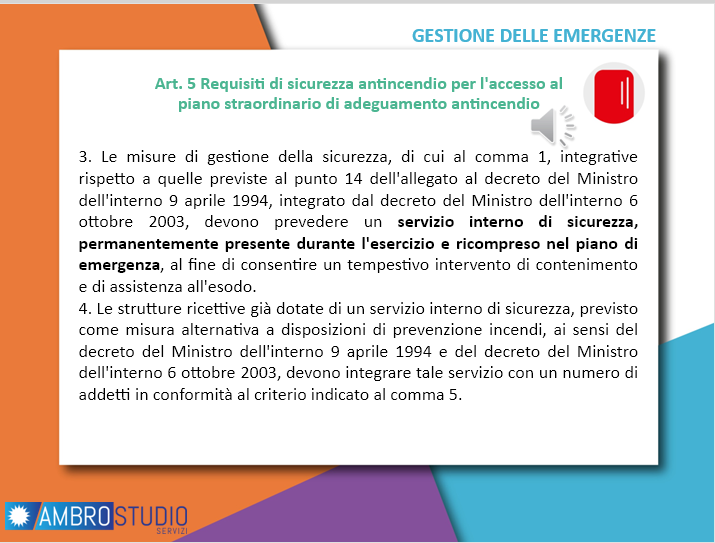 GESTIONE DELLE EMERGENZE
Art. 5 Requisiti di sicurezza antincendio per l'accesso al
piano straordinario di adeguamento antincendio
3. Le misure di gestione della sicurezza, di cui al comma 1, integrative
rispetto a quelle previste al punto 14 dell'allegato al decreto del Ministro
dell'interno 9 aprile 1994, integrato dal decreto del Ministro dell'interno 6
ottobre 2003, devono prevedere un servizio interno di sicurezza,
permanentemente presente durante l'esercizio e ricompreso nel piano di
emergenza, al fine di consentire un tempestivo intervento di contenimento
e di assistenza all'esodo.
4. Le strutture ricettive già dotate di un servizio interno di sicurezza, previsto
come misura alternativa a disposizioni di prevenzione incendi, ai sensi del
decreto del Ministro dell'interno 9 aprile 1994 e del decreto del Ministro
dell'interno 6 ottobre 2003, devono integrare tale servizio con un numero di
addetti in conformità al criterio indicato al comma 5.
AMBROSTUDIO
SERVIZI